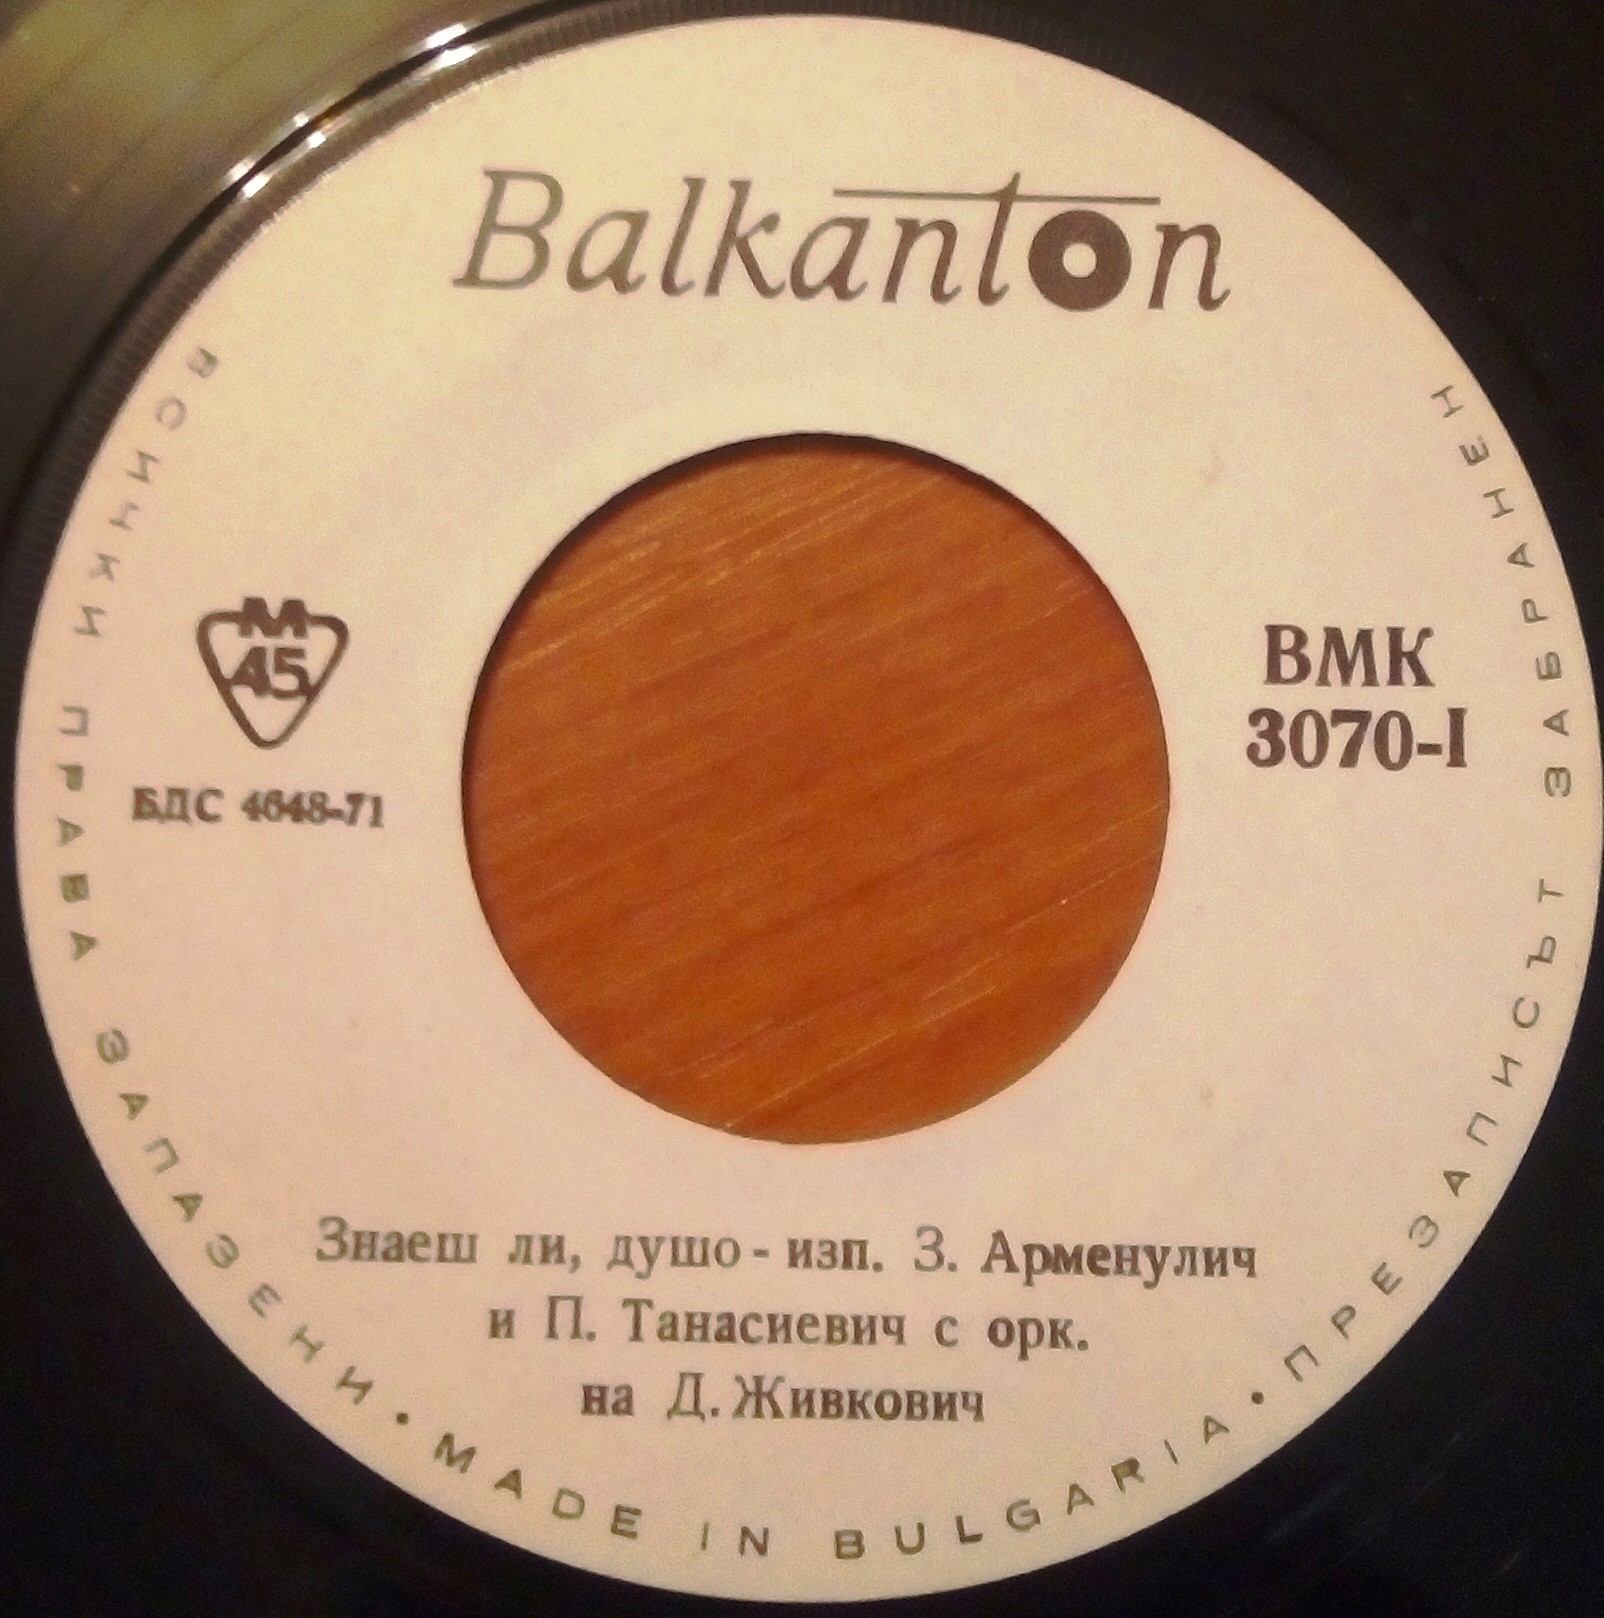 Balkanton
М
45
БДС 4648-71
ВМК
3070-I
Знаеш ли, душо - изп. З. Арменулич
и П. Танасиевич с орк.
на Д. Живкович
ВСИЧКИ ПРАВА ЗАПАЗЕНИ • MADE IN BULGARIA • ПРЕЗАПИСЪТ ЗАБРАНЕН